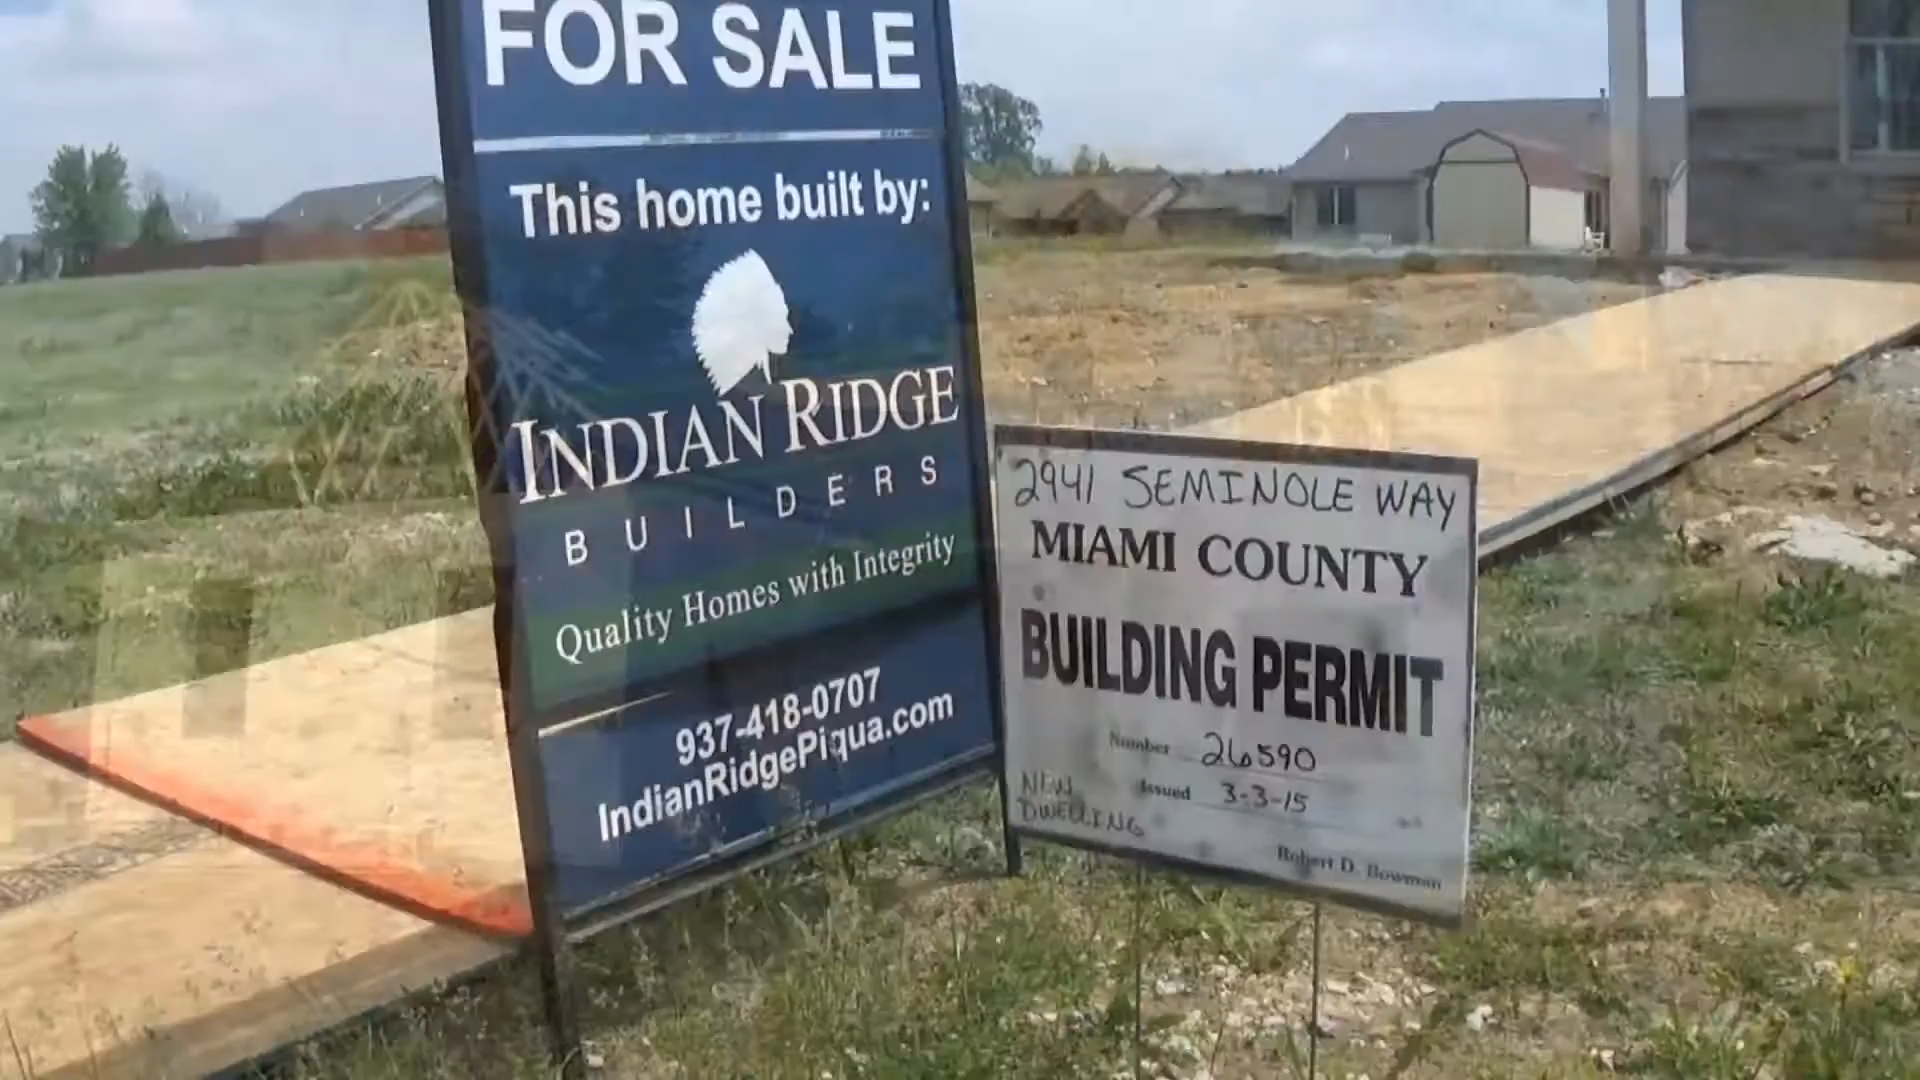 FOR SALE
This home built by:
INDIAN RIDGE
BUILDERS
Quality Homes with Integrity
937-418-0707
IndianRidgePiqua.com
2941 SEMINOLE WAY
MIAMI COUNTY
BUILDING PERMIT
Number 26590
Issued 3-3-15
NEW
DWELLING
Robert D. Bowman